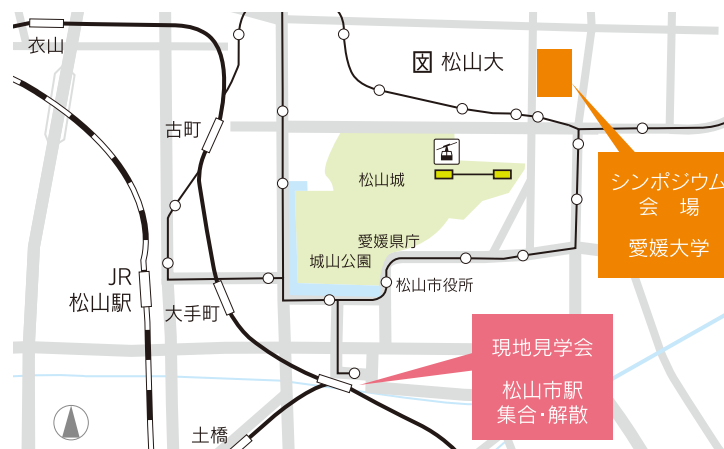 衣山
松山大
古町
シンポジウム
会 場
愛媛大学
松山城
愛媛県庁
城山公園
松山市役所
JR
松山駅
大手町
現地見学会
松山市駅
集合・解散
土橋